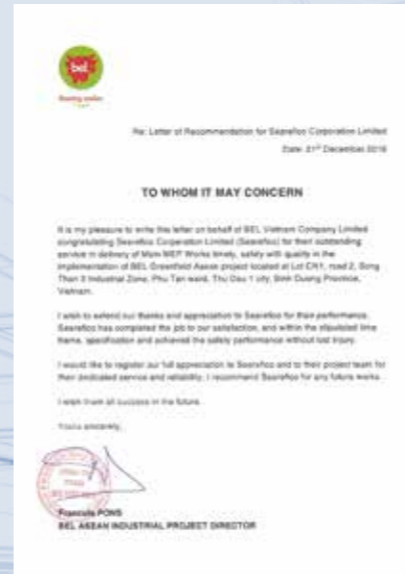 bel
Sharing smiles
Re: Letter of Recommendation for Searefico Corporation Limited
Date: 21st December 2018
TO WHOM IT MAY CONCERN
It is my pleasure to write this letter on behalf of BEL Vietnam Company Limited
congratulating Searefico Corporation Limited (Searefico) for their outstanding
service in delivery of Main MEP Works timely, safely with quality in the
implementation of BEL Greenfield Asean project located at Lot CN1, road 2, Song
Than 3 Industrial Zone, Phu Tan ward, Thu Dau 1 city, Binh Duong Province,
Vietnam.
I wish to extend our thanks and appreciation to Searefico for their performance.
Searefico has completed the job to our satisfaction, and within the stipulated time
frame, specification and achieved the safety performance without lost injury.
I would like to register our full appreciation to Searefico and to their project team for
their dedicated service and reliability. I recommend Searefico for any future works.
I wish them all success in the future.
Yours sincerely,
Francois PONS
BEL ASEAN INDUSTRIAL PROJECT DIRECTOR